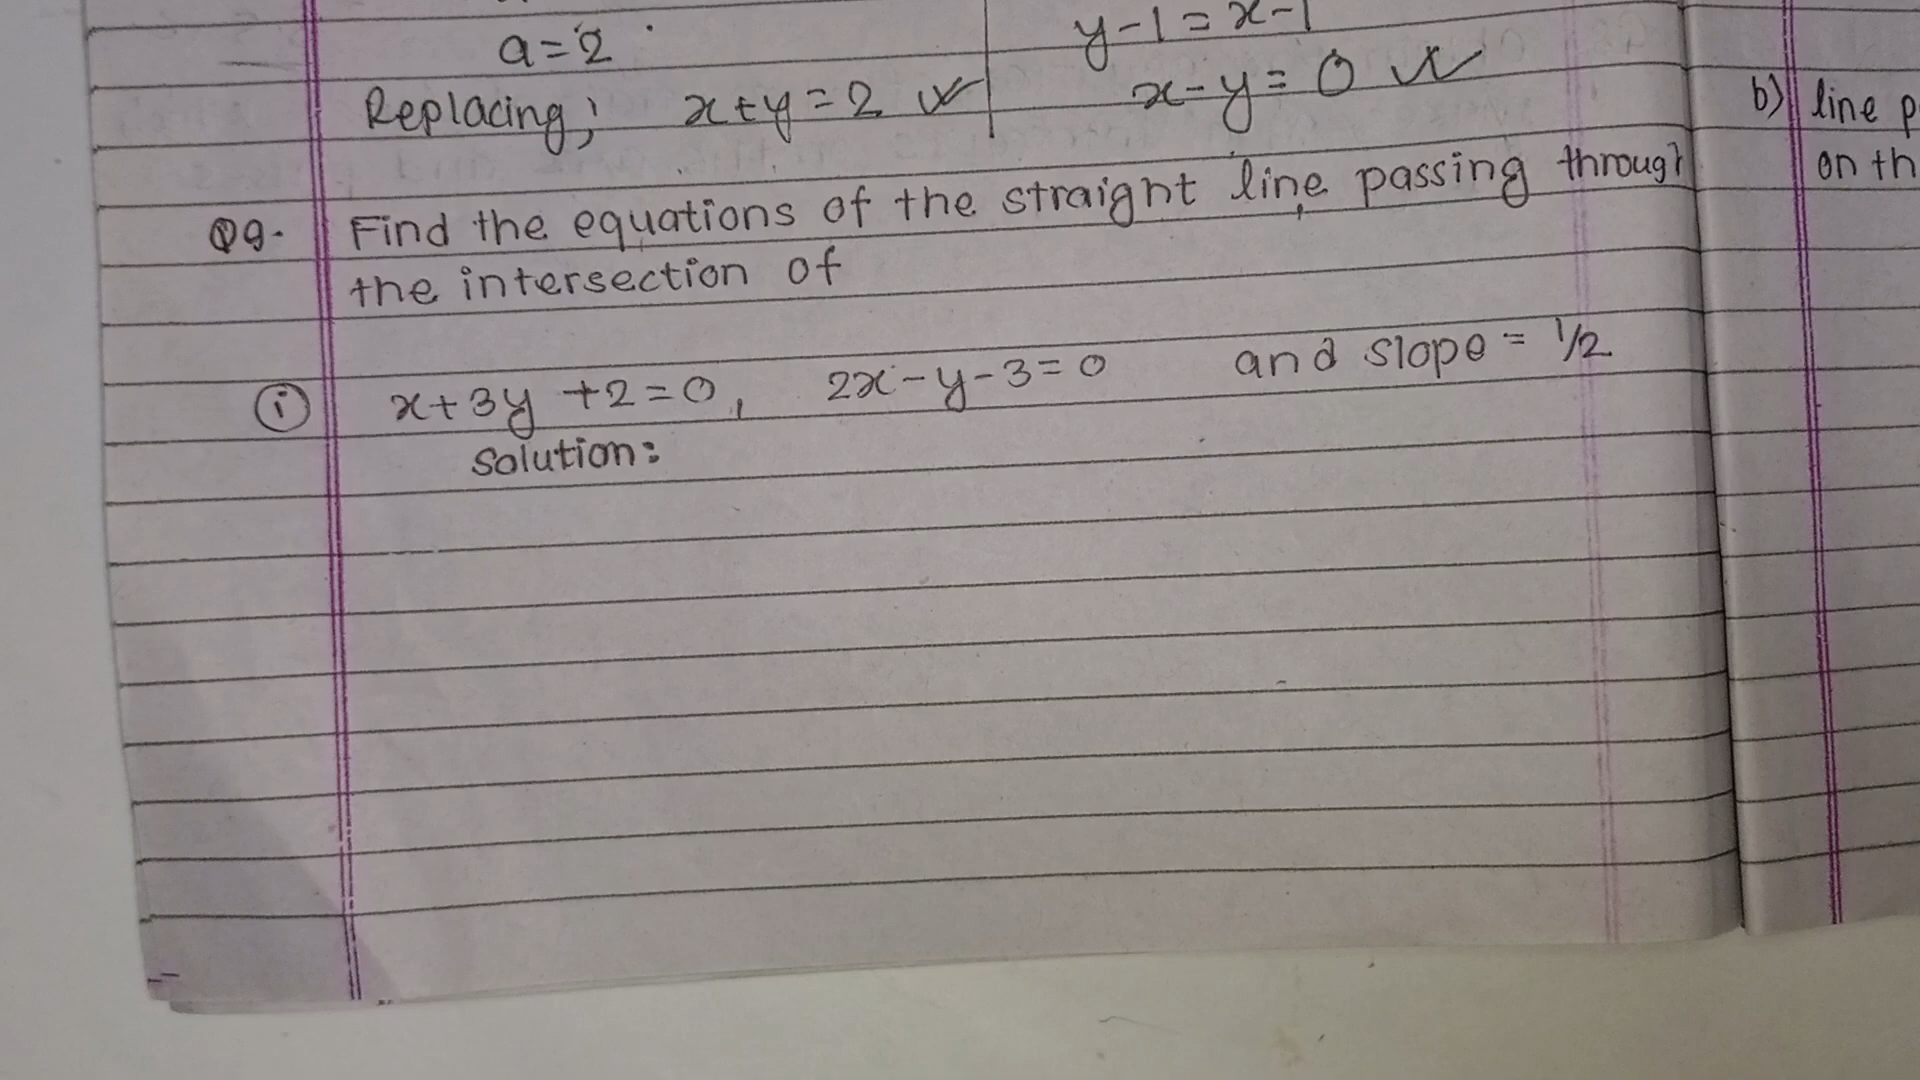 a=2
Replacing; x+y=2
y-1=x-1
x-y=0
Q9. Find the equations of the straight line passing through
the intersection of
(i) x+3y+2=0, 2x-y-3=0 and slope= 1/2
Solution:
b) line
on